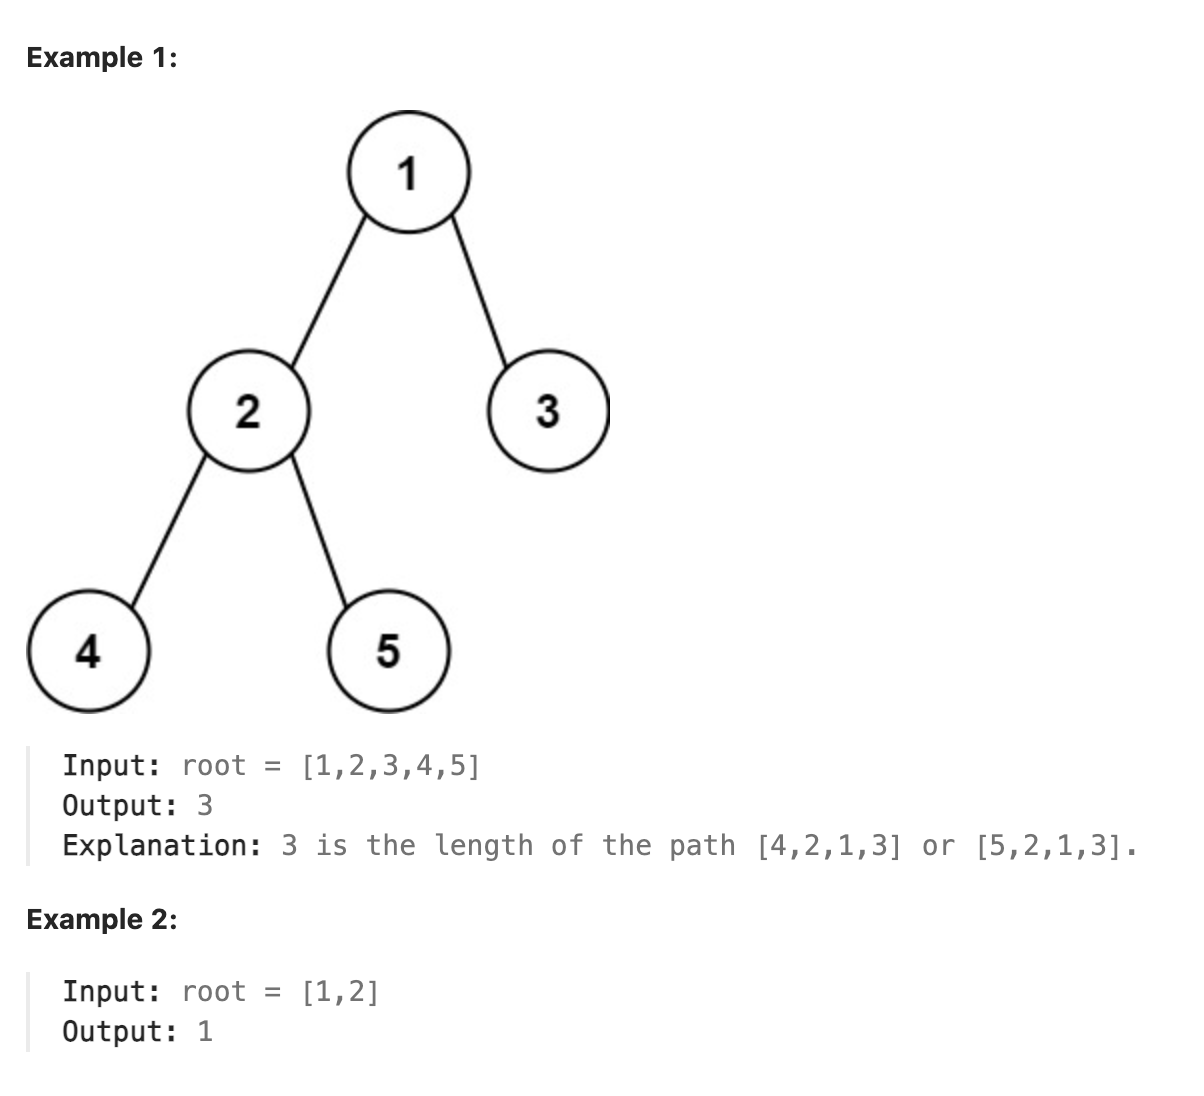 Example 1:
1
2
3
4
5
Input: root = [1,2,3,4,5]
Output: 3
Explanation: 3 is the length of the path [4,2,1,3] or [5,2,1,3].
Example 2:
Input: root = [1,2]
Output: 1